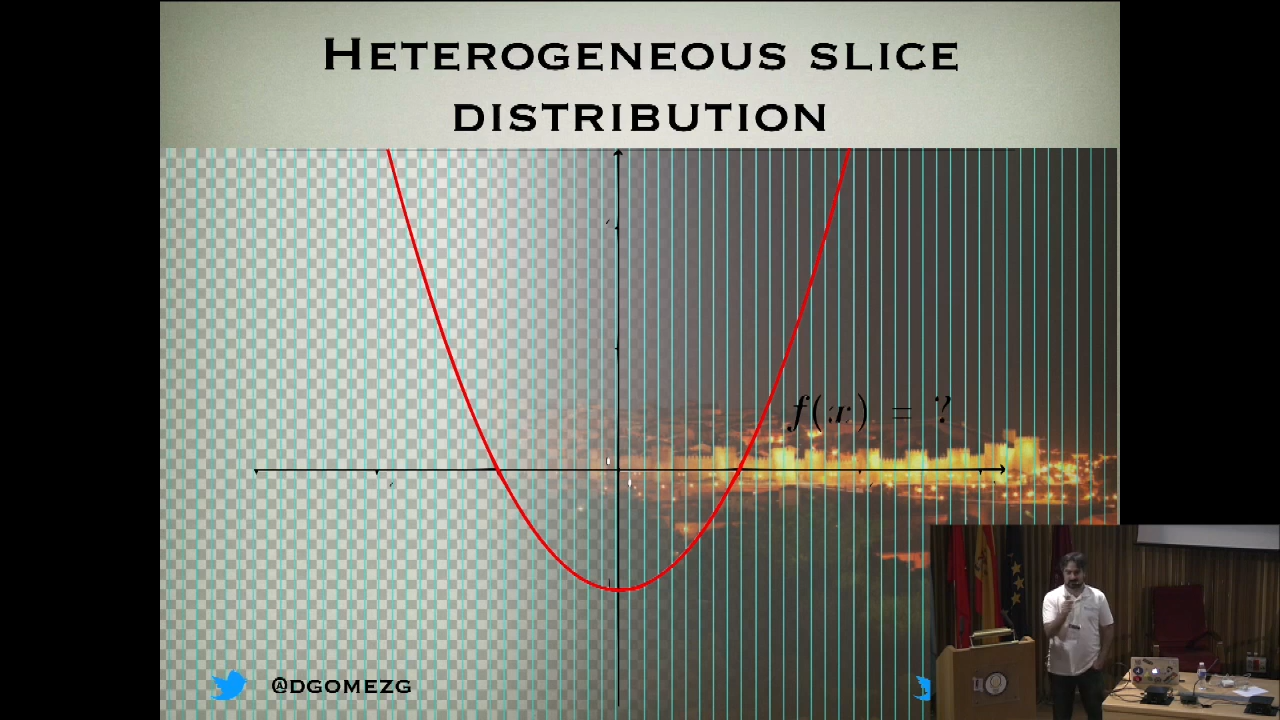 HETEROGENEOUS SLICE
DISTRIBUTION
f(x) = ?
@DGOMEZG